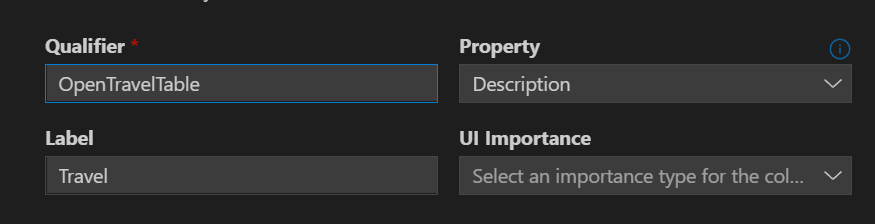 Qualifier *
Property
OpenTravelTable
Description
Label
UI Importance
Travel
Select an importance type for the col...